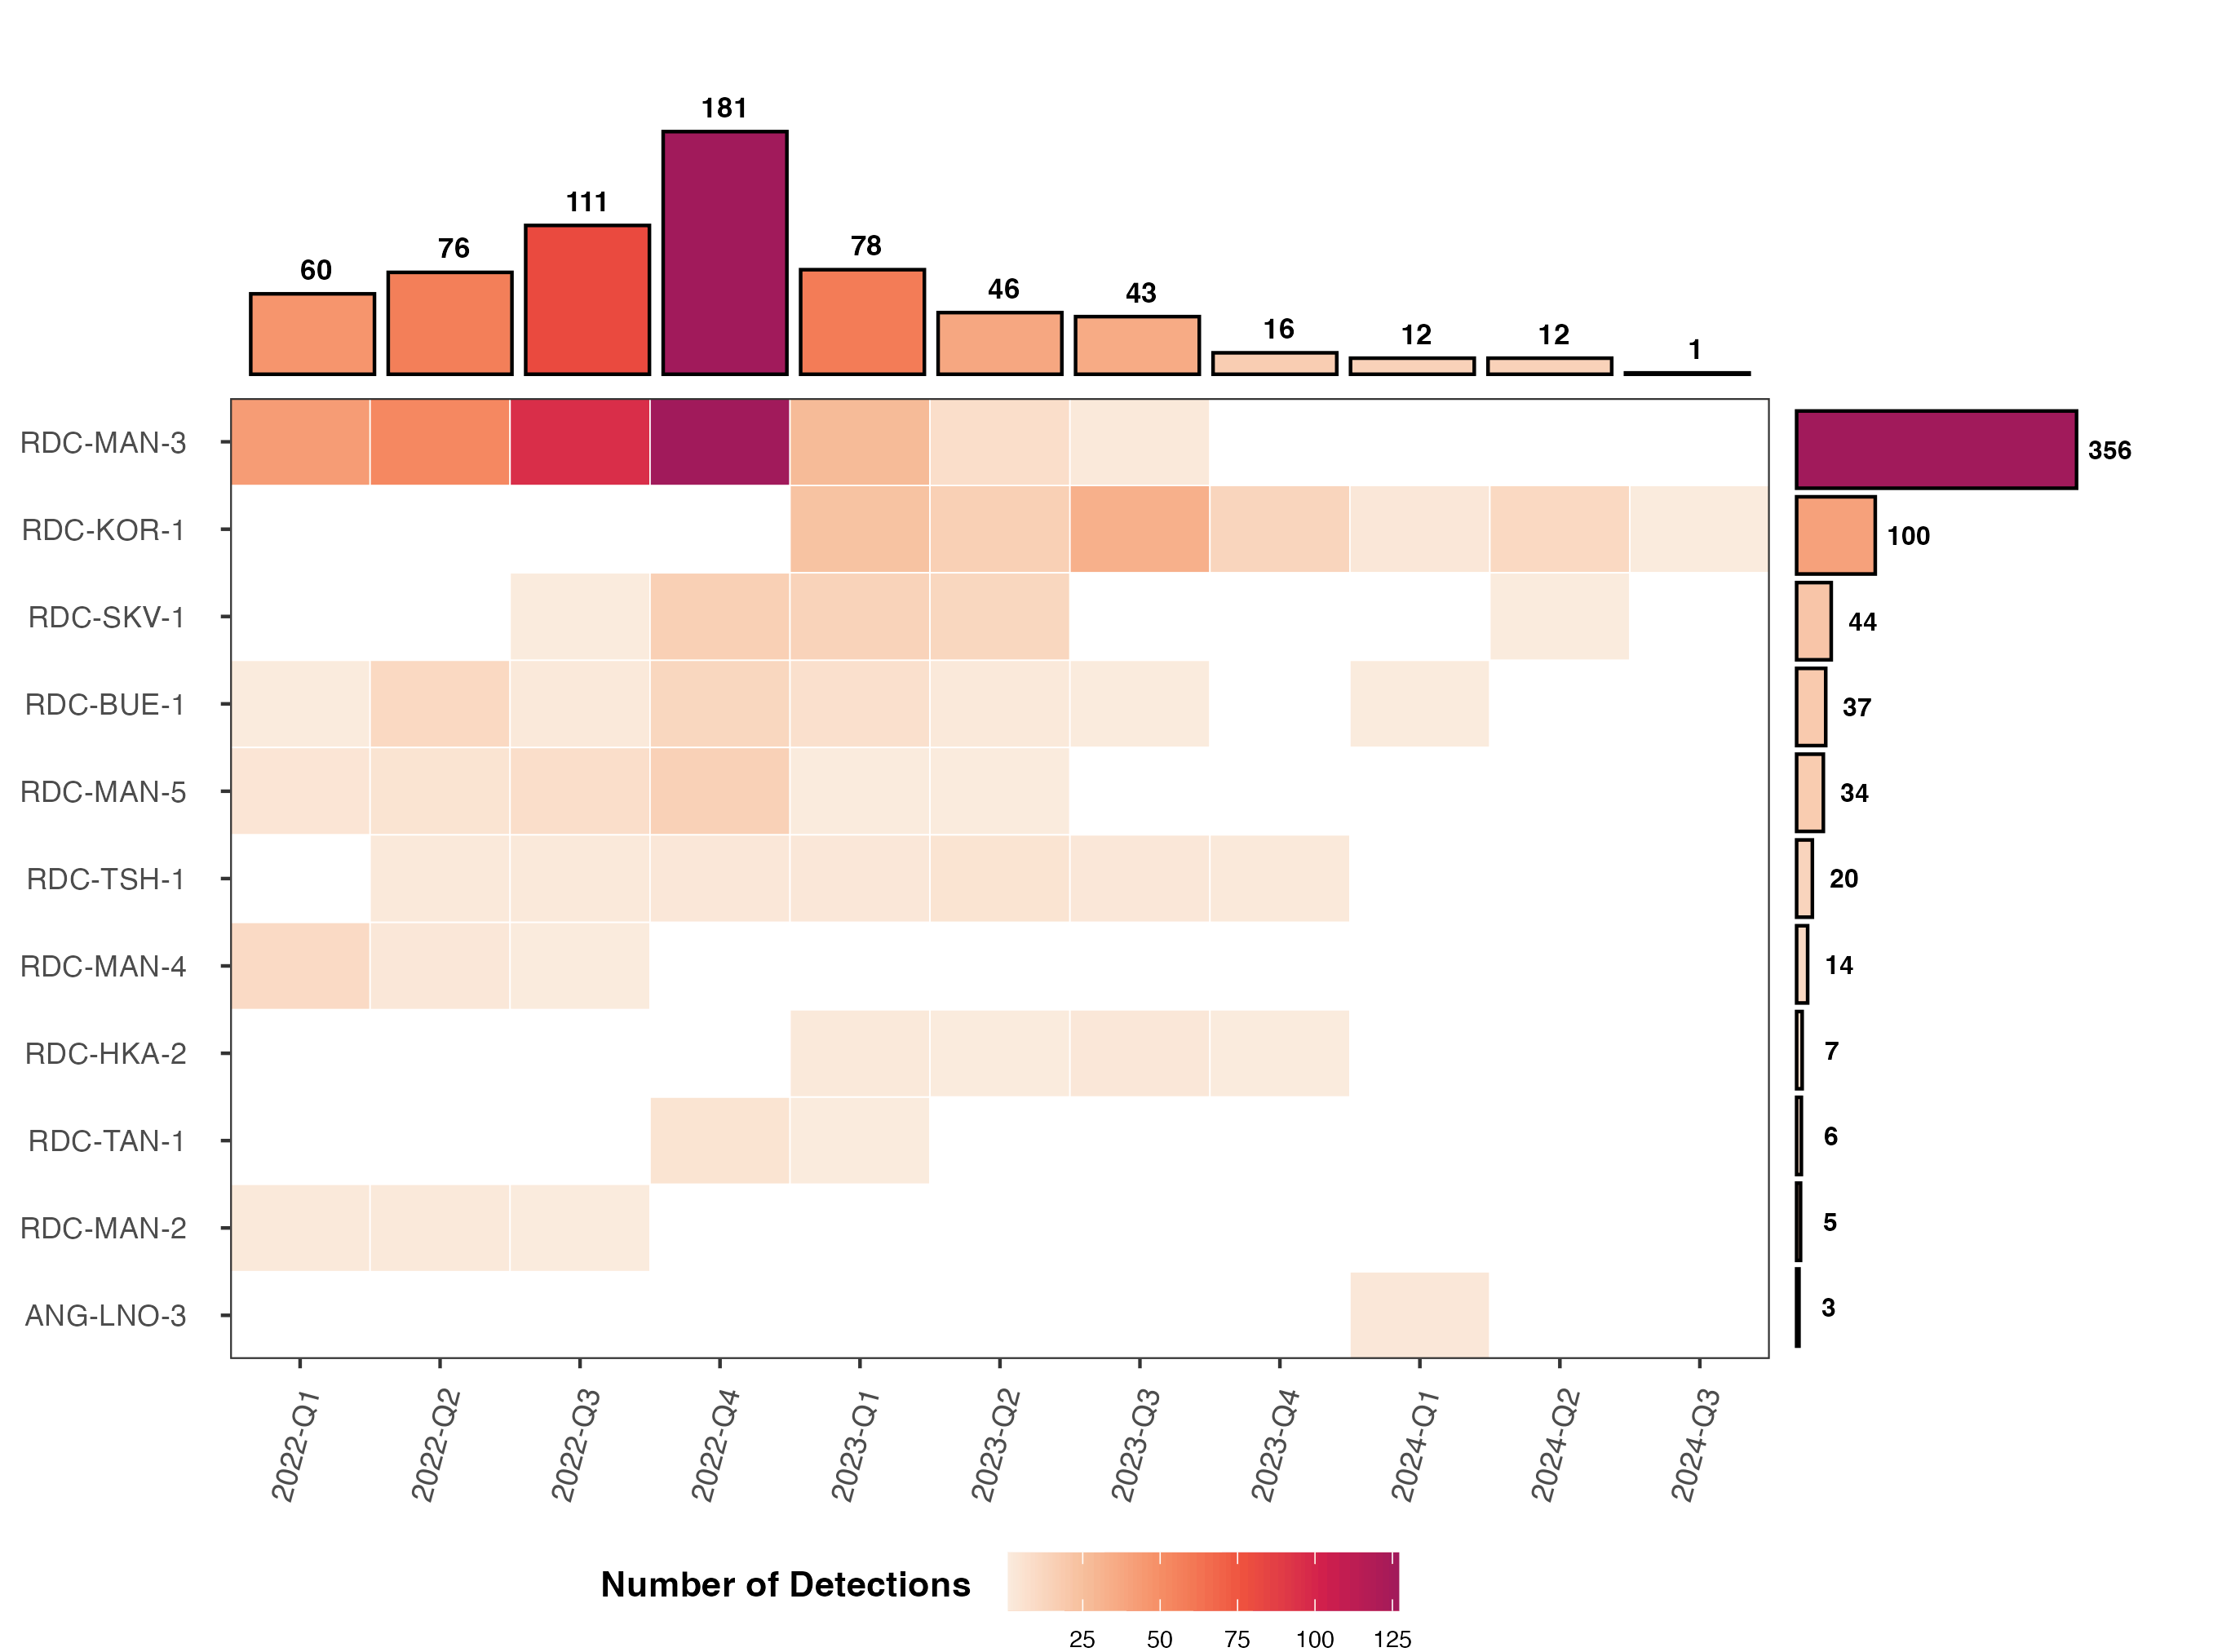 181
111
60
76
78
46
43
16
12
12
1
RDC-MAN-3
356
RDC-KOR-1
100
RDC-SKV-1
44
RDC-BUE-1
37
RDC-MAN-5
34
RDC-TSH-1
20
RDC-MAN-4
14
RDC-HKA-2
7
RDC-TAN-1
6
RDC-MAN-2
5
ANG-LNO-3
3
2022-Q1
2022-Q2
2022-Q3
2022-Q4
2023-Q1
2023-Q2
2023-Q3
2023-Q4
2024-Q1
2024-Q2
2024-Q3
Number of Detections
25 50 75 100 125